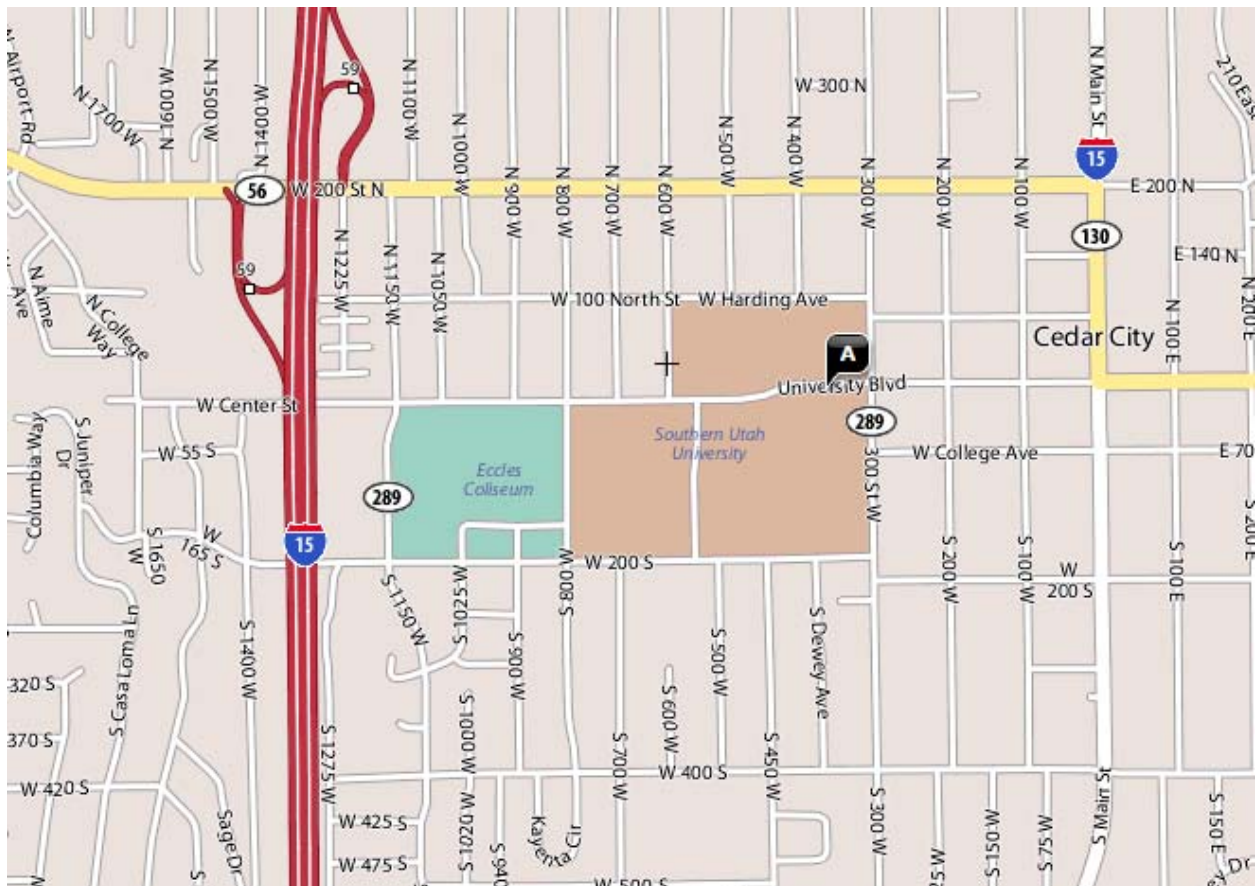 N Airport Rd
N 1700 W
N 1600 W
N 1500 W
N 1400 W
59
N 1100 W
N 1000 W
N 900 W
N 800 W
N 700 W
N 600 W
N 500 W
N 400 W
W 300 N
N 300 W
N 200 W
N 100 W
N Main St
15
210 East
56
W 200 St N
E 200 N
130
E 140 N
59
N 1225 W
N 1150 W
N 1050 W
N Aime
Ave
N College
Way
N 100 E
N 200 E
W 100 North St
W Harding Ave
Cedar City
A
University Blvd
W Center St
289
Southern Utah
University
Eccles
Coliseum
W College Ave
E 70
Columbia Way
S Juniper
Dr
W 55 S
289
300 St W
15
W
165 S
S 1650
W
W 200 S
W
200 S
S 200 W
S 100 W
S 100 E
S 200 E
S 1150 W
S 1025 W
S 800 W
S 900 W
S 500 W
S Dewey Ave
S 1400 W
S Casa Loma Ln
320 S
370 S
W 420 S
S 1275 W
S 1000 W
S 700 W
S 600 W
S 450 W
W 400 S
S 300 W
S Main St
Sage Dr
S
W 425 S
W 475 S
S 1020 W
S 940
Kayenta Cir
W 500 S
25 W
S 150 W
S 75 W
S 150 E
y Dr